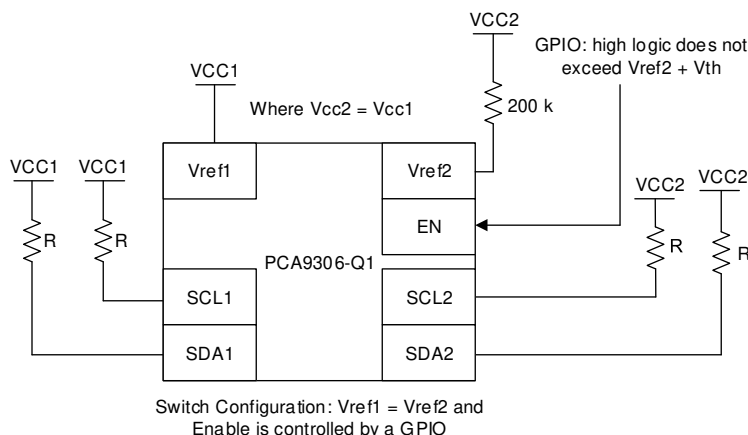 VCC2
GPIO: high logic does not
exceed Vref2 + Vth
VCC1
Where Vcc2 = Vcc1
200 k
VCC1
VCC1
Vref1
Vref2
VCC2
VCC2
EN
R
R
PCA9306-Q1
R
R
SCL1
SCL2
SDA1
SDA2
Switch Configuration: Vref1 = Vref2 and
Enable is controlled by a GPIO